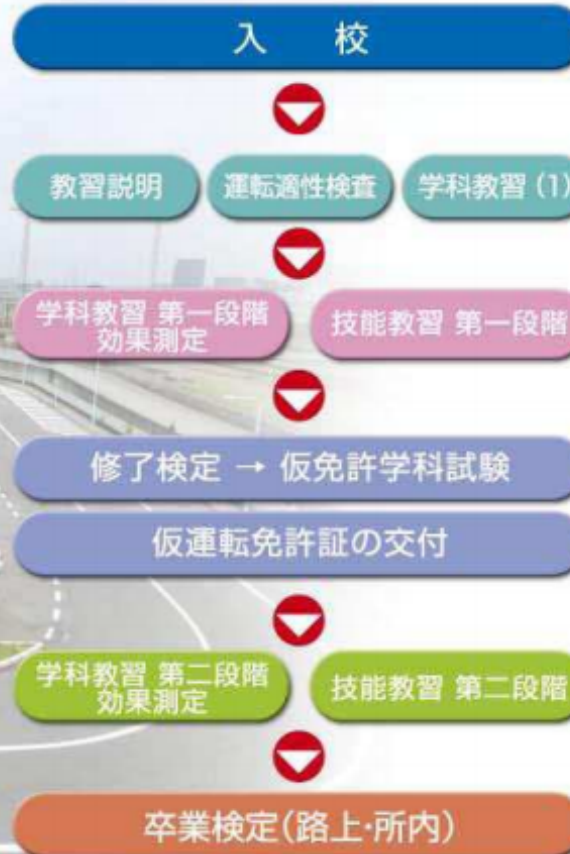 入　校
教習説明 運転適性検査 学科教習（1）
学科教習 第一段階
効果測定
技能教習 第一段階
修了検定 → 仮免許学科試験
仮運転免許証の交付
学科教習 第二段階
効果測定
技能教習 第二段階
卒業検定（路上・所内）